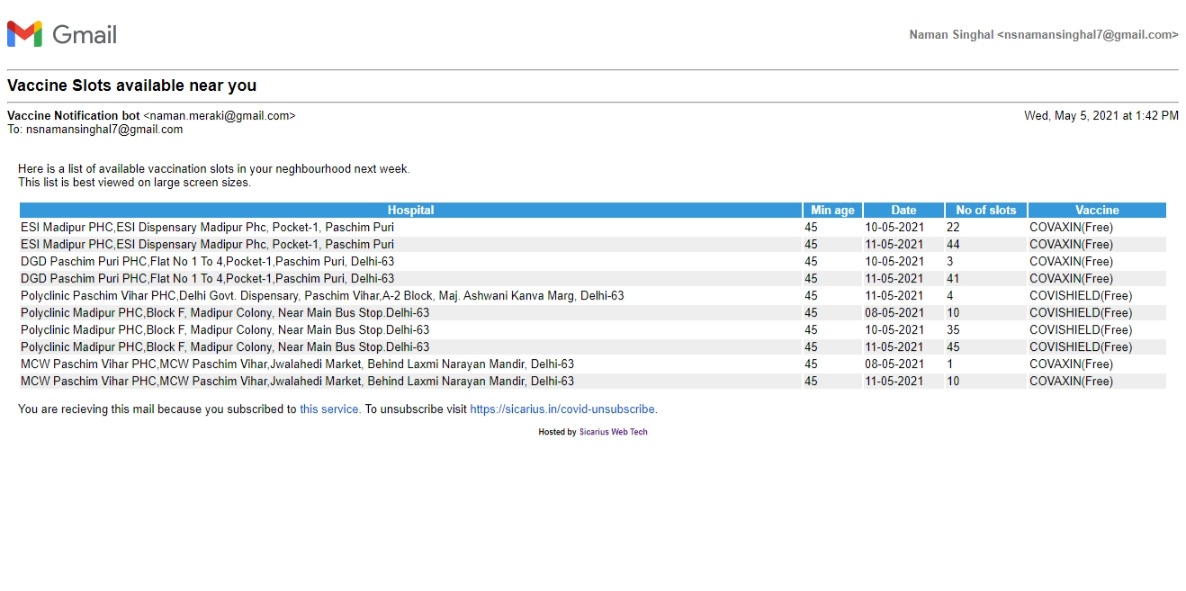 Gmail
Naman Singhal <nsnamansinghal7@gmail.com>
Vaccine Slots available near you
Vaccine Notification bot <naman.meraki@gmail.com> Wed, May 5, 2021 at 1:42 PM
To: nsnamansinghal7@gmail.com
Here is a list of available vaccination slots in your neghbourhood next week.
This list is best viewed on large screen sizes.
Hospital Min age Date No of slots Vaccine
ESI Madipur PHC,ESI Dispensary Madipur Phc, Pocket-1, Paschim Puri 45 10-05-2021 22 COVAXIN(Free)
ESI Madipur PHC,ESI Dispensary Madipur Phc, Pocket-1, Paschim Puri 45 11-05-2021 44 COVAXIN(Free)
DGD Paschim Puri PHC,Flat No 1 To 4,Pocket-1,Paschim Puri, Delhi-63 45 10-05-2021 3 COVAXIN(Free)
DGD Paschim Puri PHC,Flat No 1 To 4,Pocket-1,Paschim Puri, Delhi-63 45 11-05-2021 41 COVAXIN(Free)
Polyclinic Paschim Vihar PHC,Delhi Govt. Dispensary, Paschim Vihar,A-2 Block, Maj. Ashwani Kanva Marg, Delhi-63 45 11-05-2021 4 COVISHIELD(Free)
Polyclinic Madipur PHC,Block F, Madipur Colony, Near Main Bus Stop.Delhi-63 45 08-05-2021 10 COVISHIELD(Free)
Polyclinic Madipur PHC,Block F, Madipur Colony, Near Main Bus Stop.Delhi-63 45 10-05-2021 35 COVISHIELD(Free)
Polyclinic Madipur PHC,Block F, Madipur Colony, Near Main Bus Stop.Delhi-63 45 11-05-2021 45 COVISHIELD(Free)
MCW Paschim Vihar PHC,MCW Paschim Vihar,Jwalahedi Market, Behind Laxmi Narayan Mandir, Delhi-63 45 08-05-2021 1 COVAXIN(Free)
MCW Paschim Vihar PHC,MCW Paschim Vihar,Jwalahedi Market, Behind Laxmi Narayan Mandir, Delhi-63 45 11-05-2021 10 COVAXIN(Free)
You are recieving this mail because you subscribed to this service. To unsubscribe visit https://sicarius.in/covid-unsubscribe.
Hosted by Sicarius Web Tech